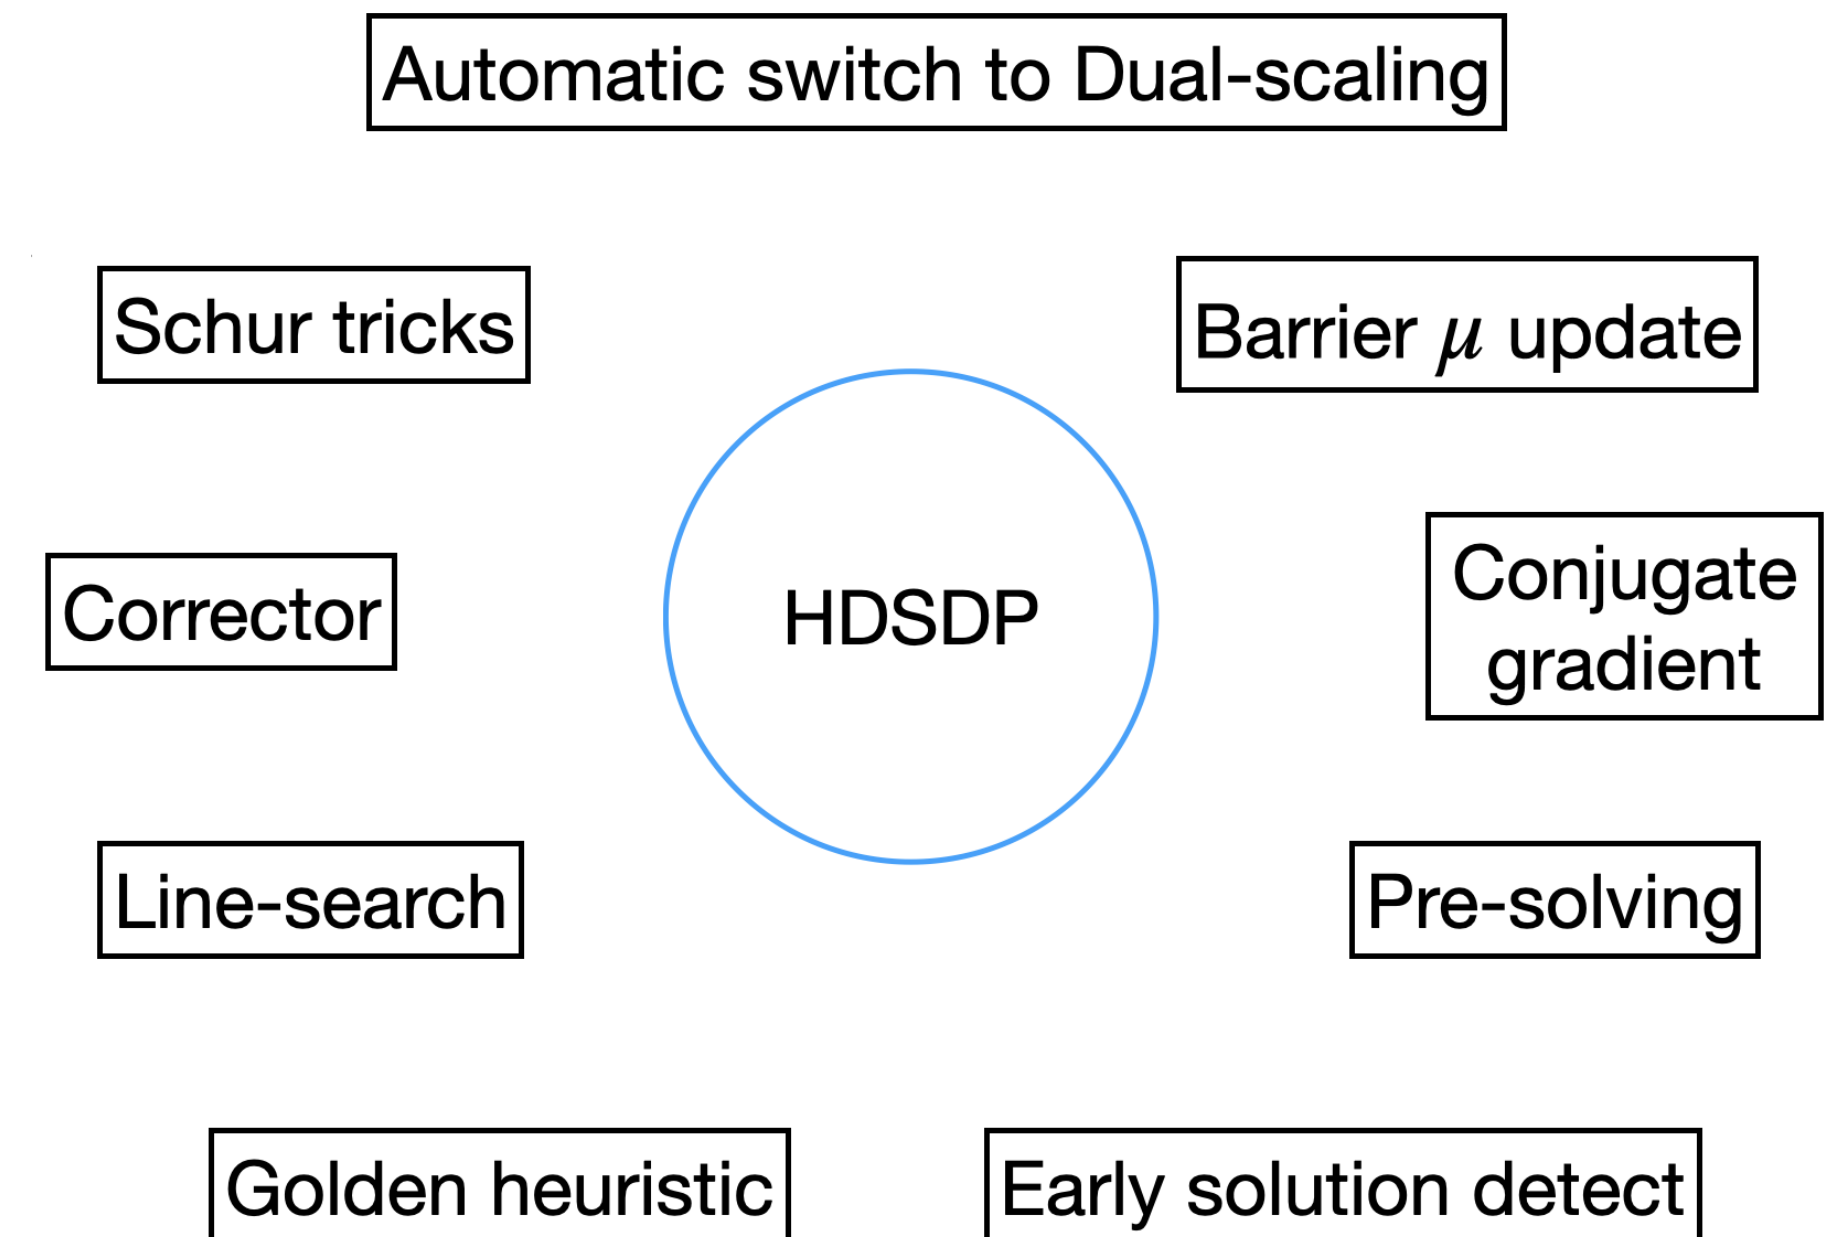 Automatic switch to Dual-scaling
Schur tricks
Barrier μ update
Corrector
HDSDP
Conjugate
gradient
Line-search
Pre-solving
Golden heuristic
Early solution detect